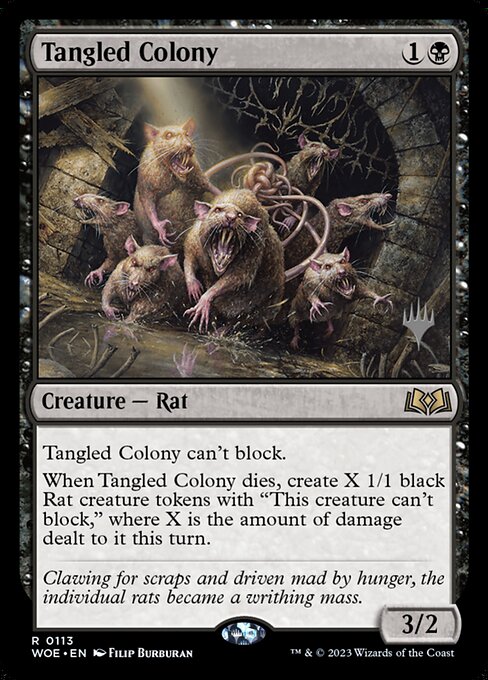 Tangled Colony 1
Creature — Rat
Tangled Colony can't block.
When Tangled Colony dies, create X 1/1 black
Rat creature tokens with “This creature can't
block,” where X is the amount of damage
dealt to it this turn.
Clawing for scraps and driven mad by hunger, the
individual rats became a writhing mass.
3/2
R 0113
WOE • EN Filip Burburan
™ & © 2023 Wizards of the Coast